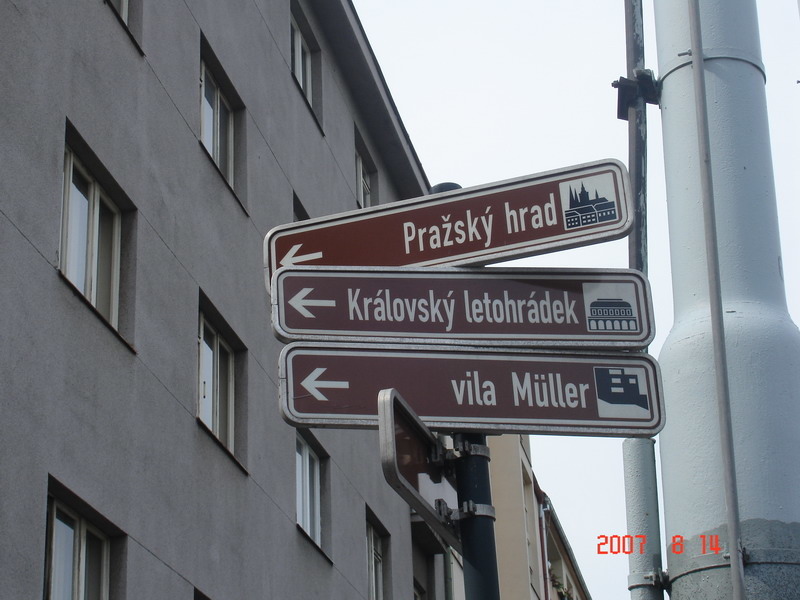 Pražský hrad
Královský letohrádek
vila Müller
2007 8 14